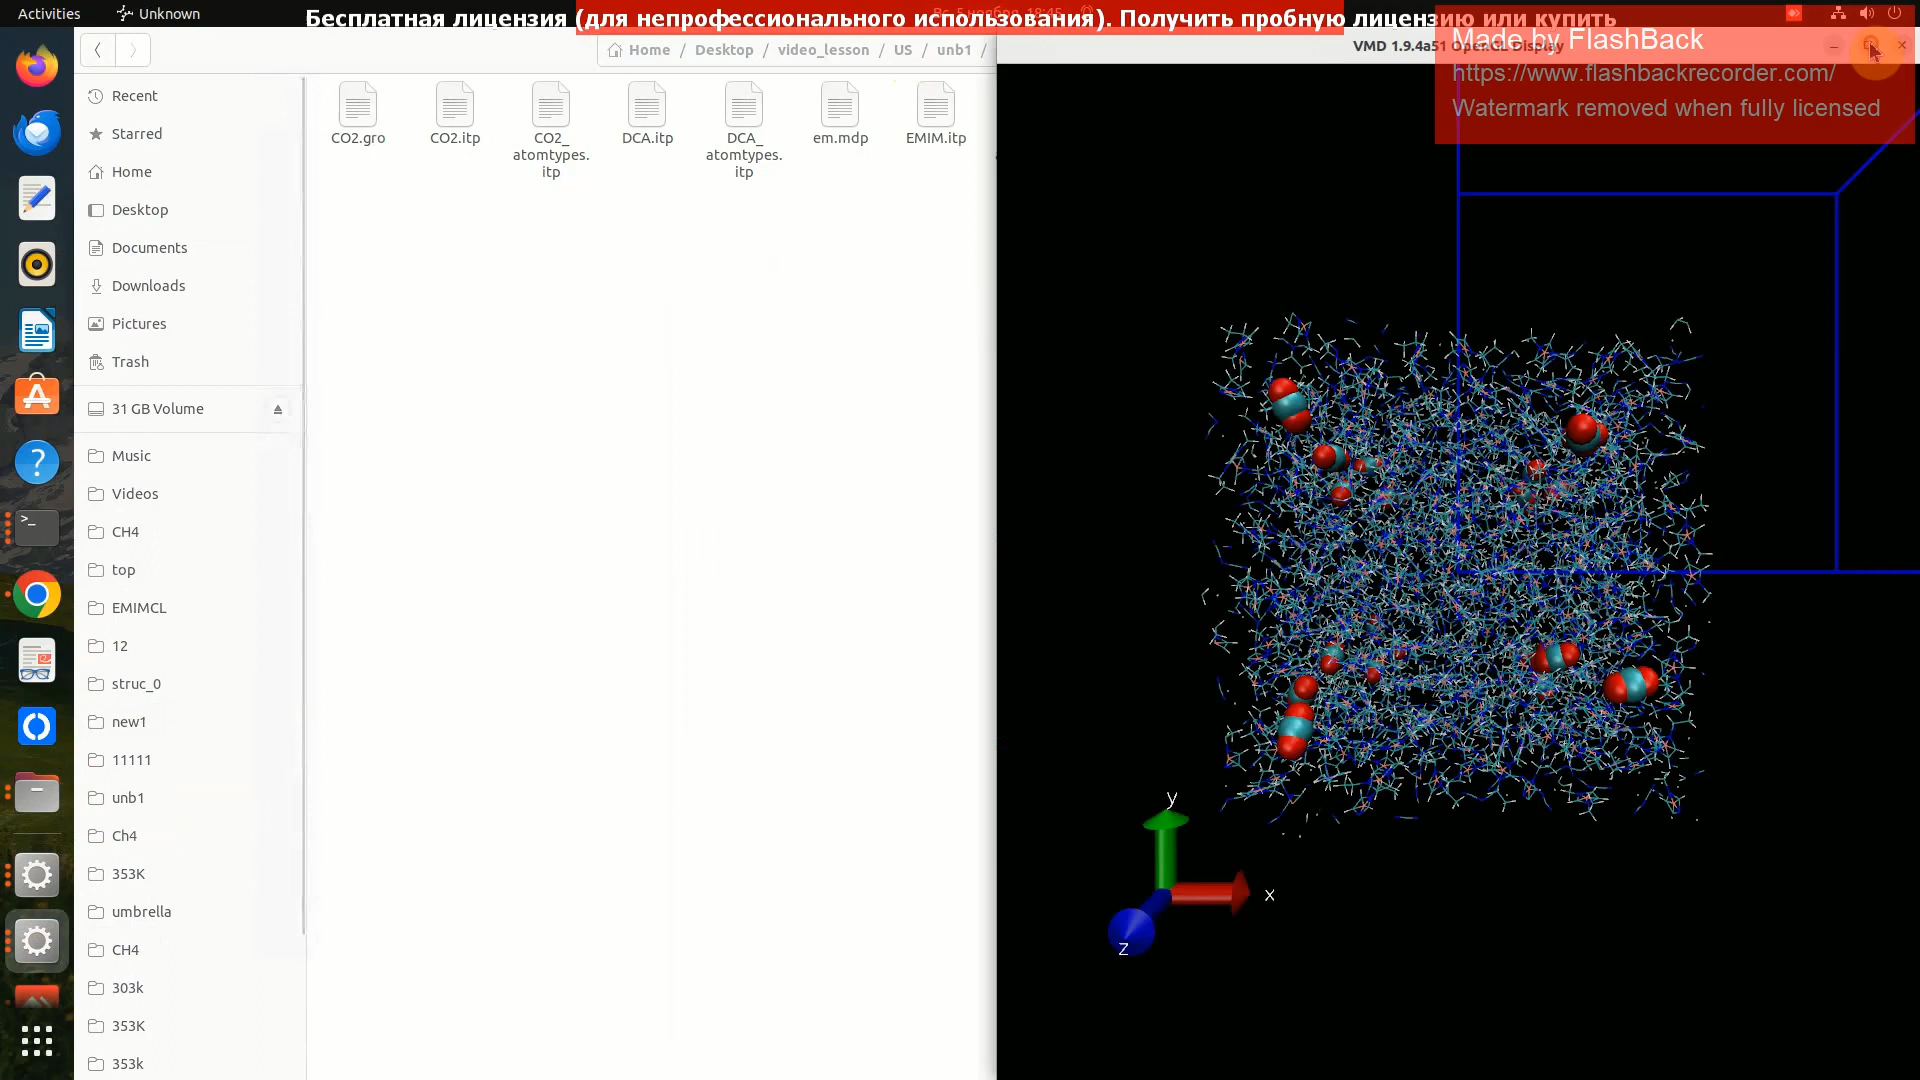 Activities
Unknown
Бесплатная лицензия (для непрофессионального использования). Получить пробную лицензию или купить
Home / Desktop / video_lesson / US / unb1 /
VMD 1.9.4a51 OpenGL Display
Made by FlashBack
https://www.flashbackrecorder.com/
Watermark removed when fully licensed
Recent
Starred
Home
Desktop
Documents
Downloads
Pictures
Trash
31 GB Volume
Music
Videos
CH4
top
EMIMCL
12
struc_0
new1
11111
unb1
Ch4
353K
umbrella
CH4
303k
353K
353k
CO2.gro
CO2.itp
CO2_
atomtypes.
itp
DCA.itp
DCA_
atomtypes.
itp
em.mdp
EMIM.itp
y
x
z